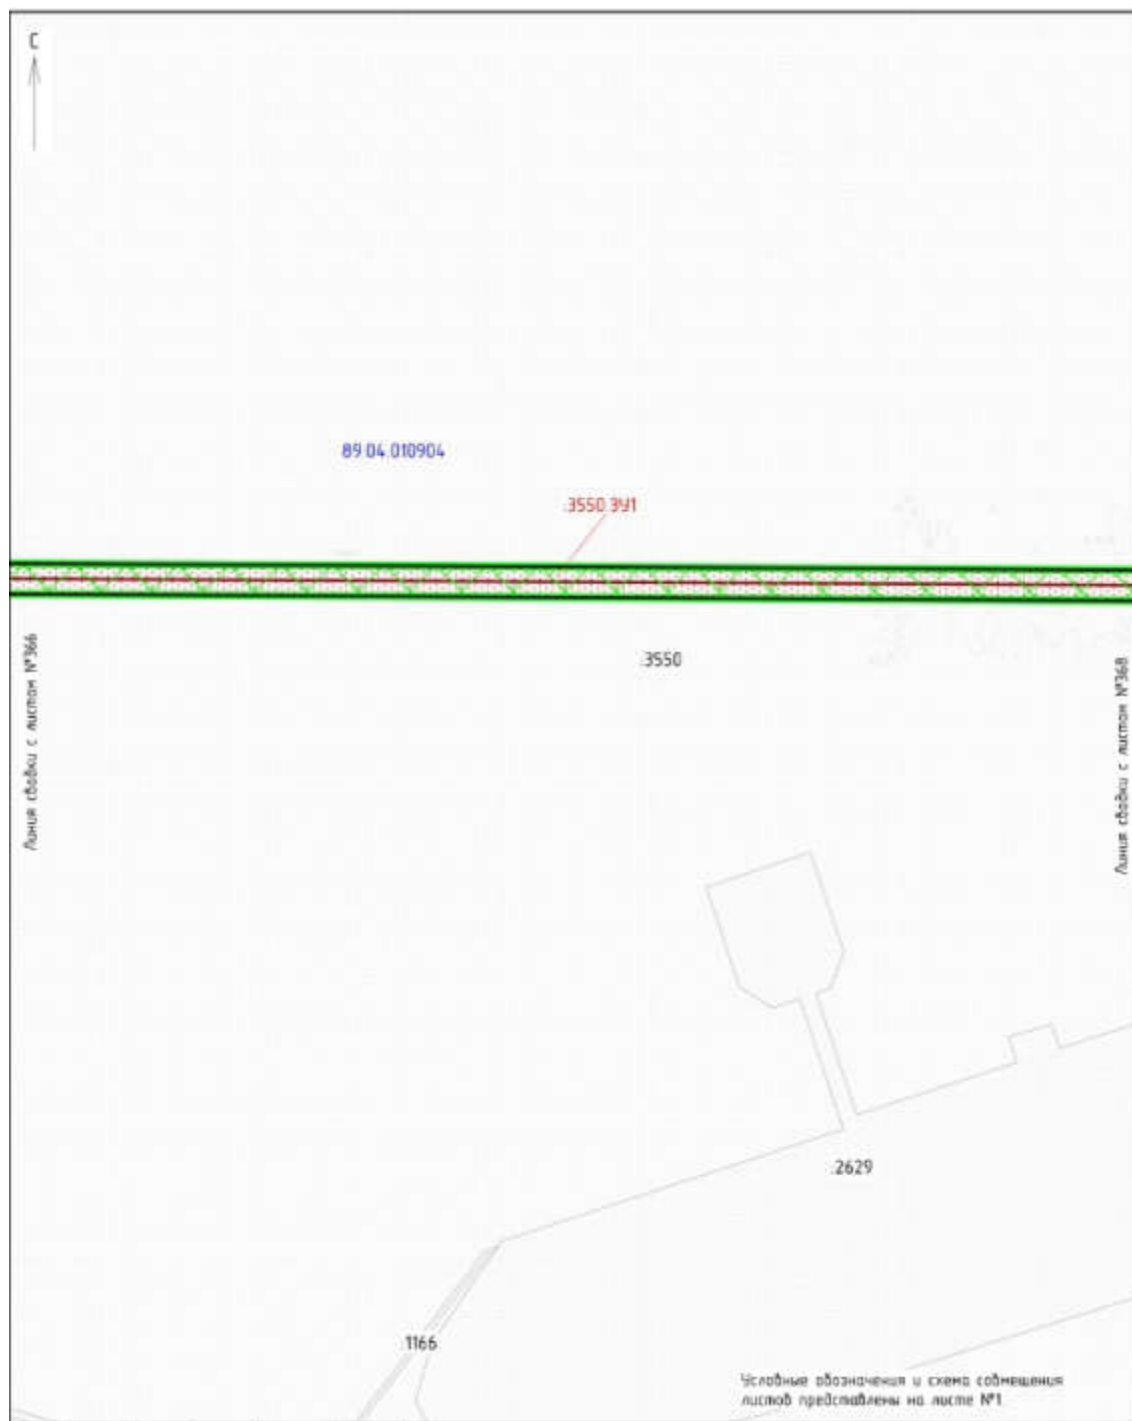 С
89:04:010904
:3550:ЗУ1
Линия сводки с листом №366
:3550
Линия сводки с листом №368
:2629
:1166
Условные обозначения и схема совмещения
листов представлены на листе №1